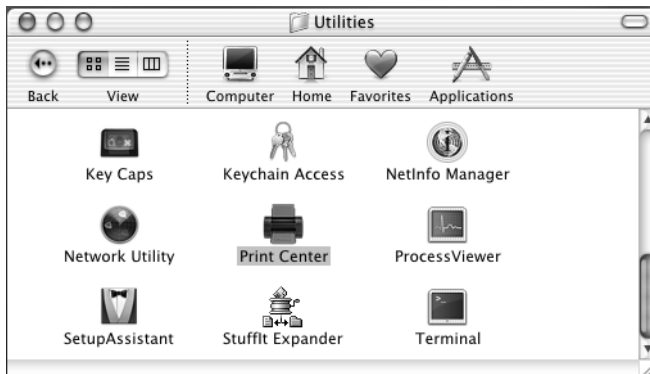 Utilities
Back View Computer Home Favorites Applications
Key Caps Keychain Access NetInfo Manager
Network Utility Print Center ProcessViewer
SetupAssistant StuffIt Expander Terminal